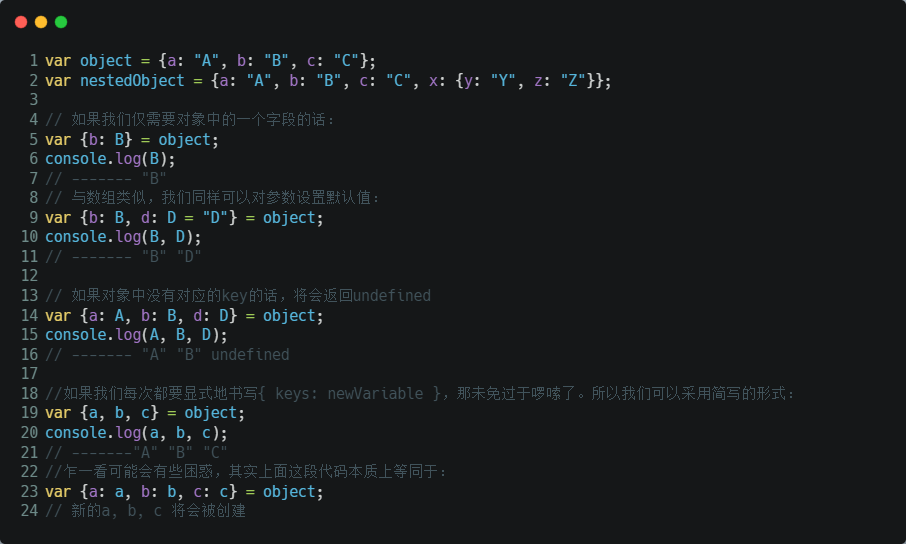 1 var object = {a: "A", b: "B", c: "C"};
2 var nestedObject = {a: "A", b: "B", c: "C", x: {y: "Y", z: "Z"}};
3
4 // 如果我们仅需要对象中的一个字段的话：
5 var {b: B} = object;
6 console.log(B);
7 // ------- "B"
8 // 与数组类似，我们同样可以对参数设置默认值：
9 var {b: B, d: D = "D"} = object;
10 console.log(B, D);
11 // ------- "B" "D"
12
13 // 如果对象中没有对应的key的话，将会返回undefined
14 var {a: A, b: B, d: D} = object;
15 console.log(A, B, D);
16 // ------- "A" "B" undefined
17
18 //如果我们每次都要显式地书写{ keys: newVariable }，那未免过于啰嗦了。所以我们可以采用简写的形式：
19 var {a, b, c} = object;
20 console.log(a, b, c);
21 // -------"A" "B" "C"
22 //乍一看可能会有些困惑，其实上面这段代码本质上等同于：
23 var {a: a, b: b, c: c} = object;
24 // 新的a, b, c 将会被创建